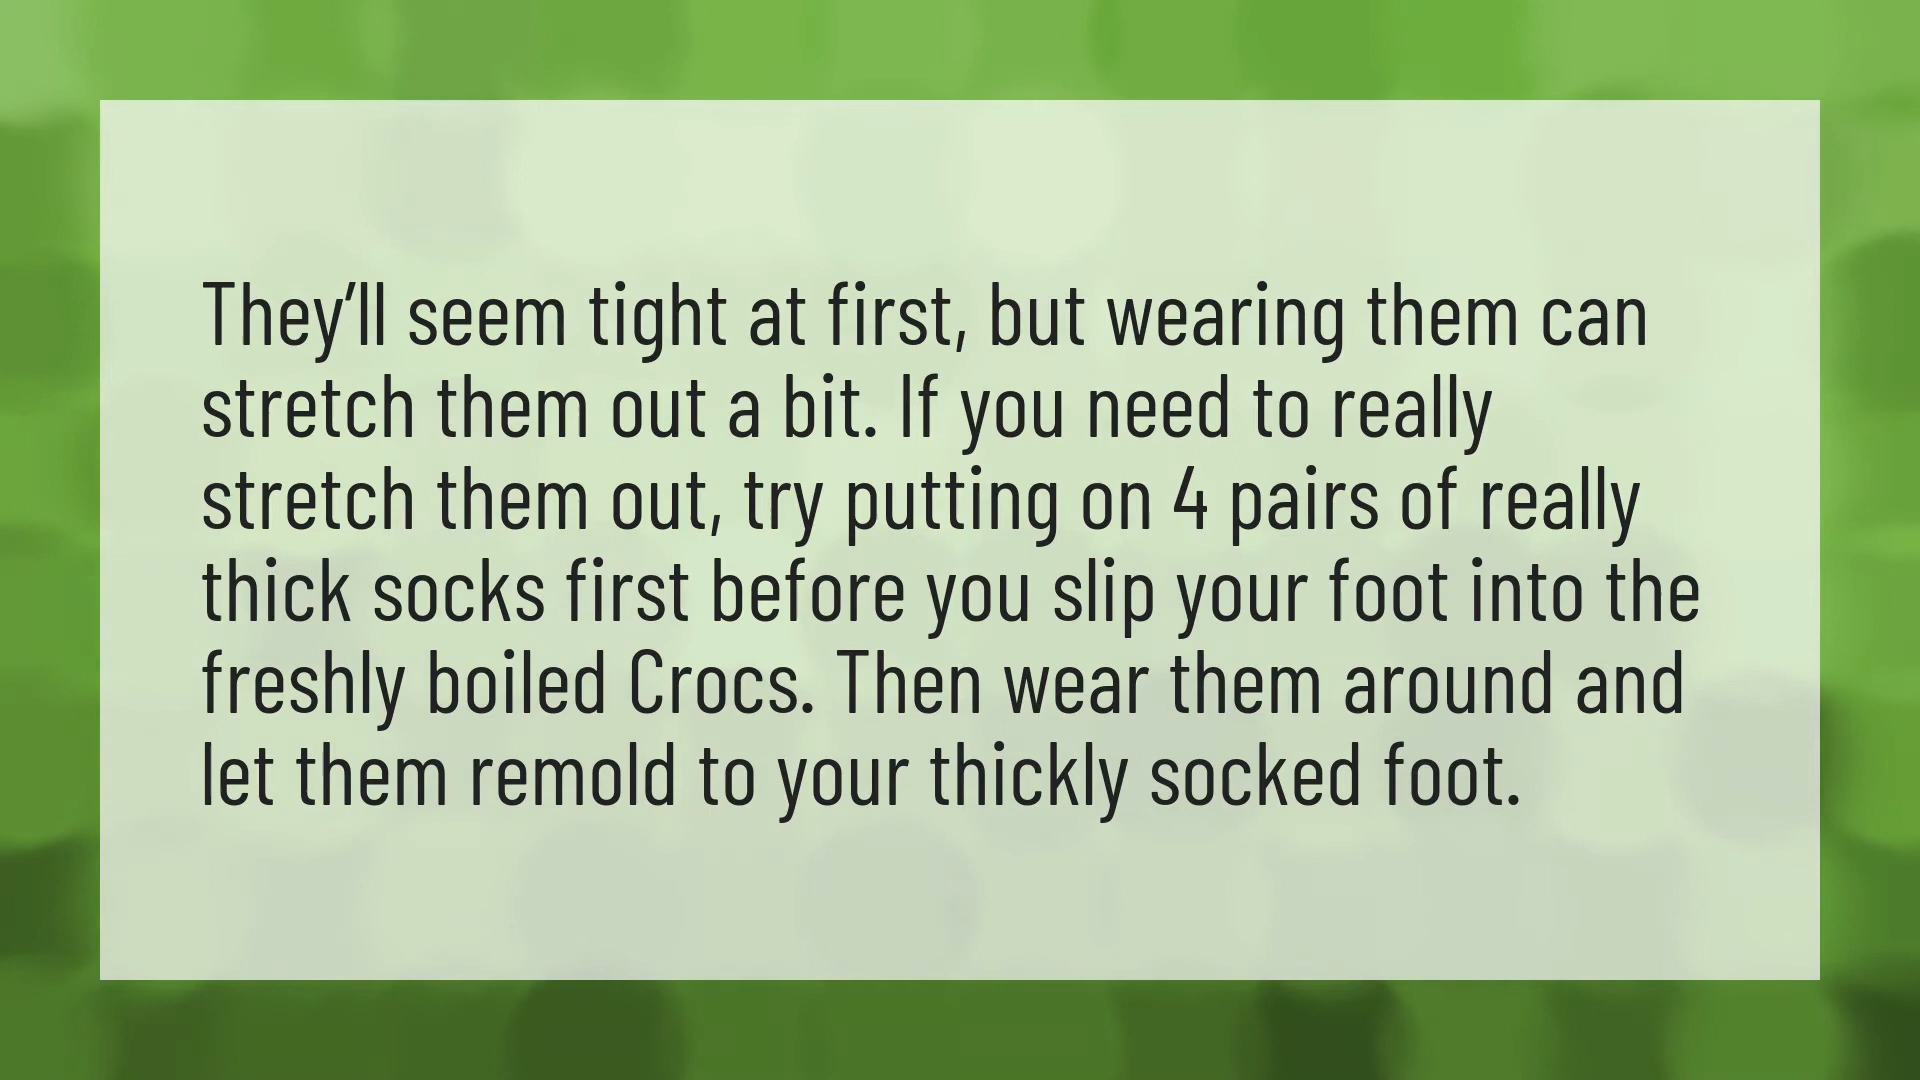 They’ll seem tight at first, but wearing them can
stretch them out a bit. If you need to really
stretch them out, try putting on 4 pairs of really
thick socks first before you slip your foot into the
freshly boiled Crocs. Then wear them around and
let them remold to your thickly socked foot.